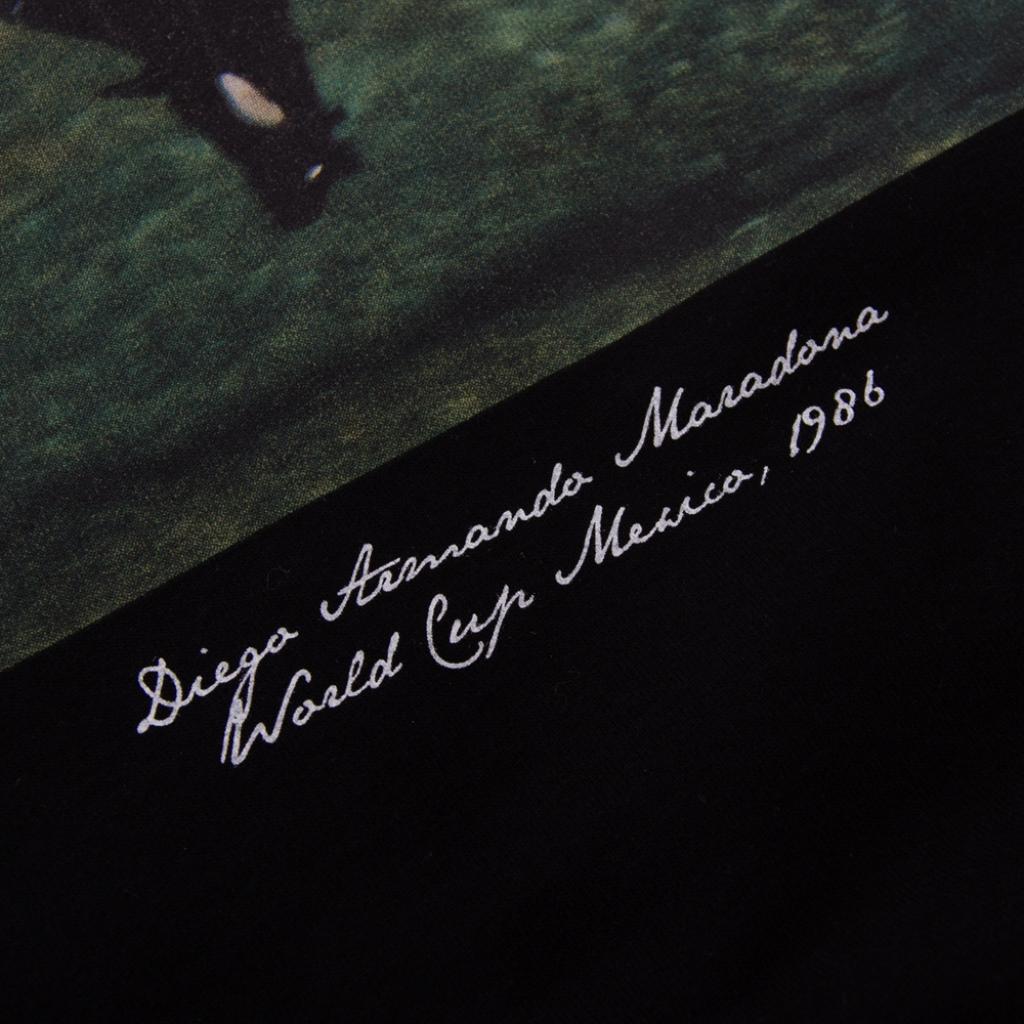 Diego Armando Maradona
World Cup Mexico, 1986